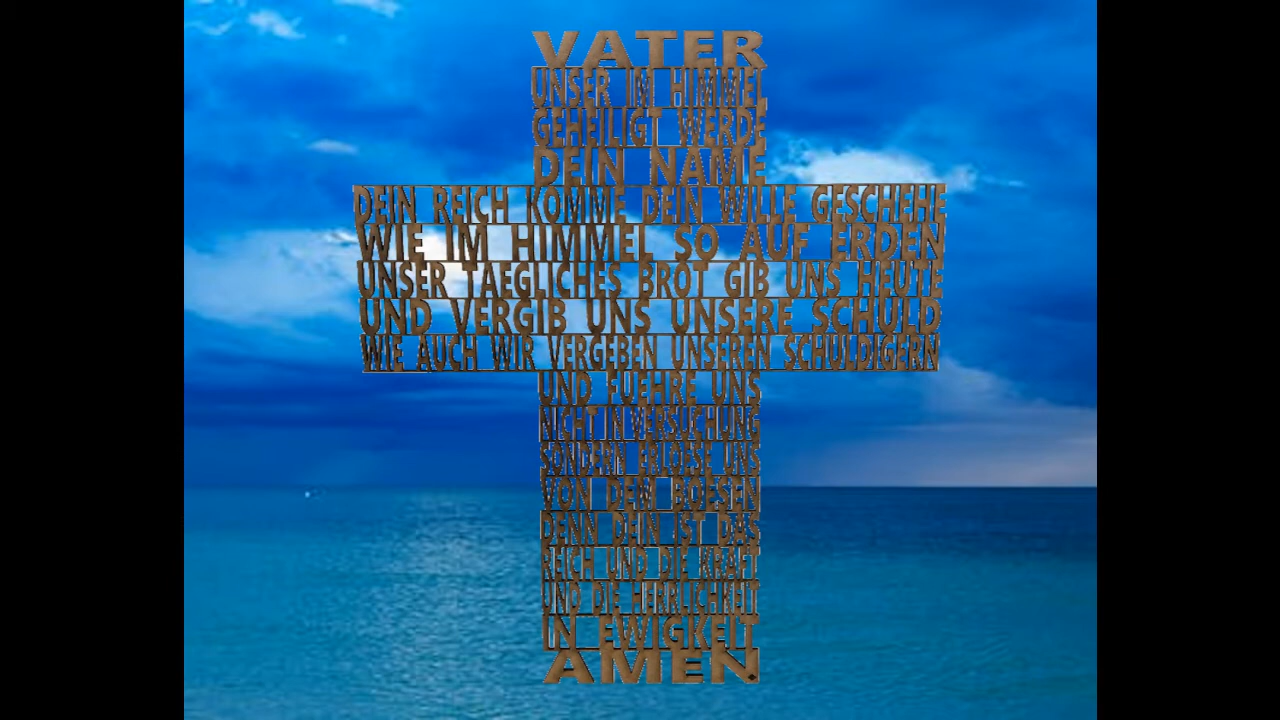 VATER
UNSER IM HIMMEL
GEHEILIGT WERDE
DEIN NAME
DEIN REICH KOMME DEIN WILLE GESCHEHE
WIE IM HIMMEL SO AUF ERDEN
UNSER TAEGLICHES BROT GIB UNS HEUTE
UND VERGIB UNS UNSERE SCHULD
WIE AUCH WIR VERGEBEN UNSEREN SCHULDIGERN
UND FUEHRE UNS
NICHT IN VERSUCHUNG
SONDERN ERLOESE UNS
VON DEM BOESEN
DENN DEIN IST DAS
REICH UND DIE KRAFT
UND DIE HERRLICHKEIT
IN EWIGKEIT
AMEN.